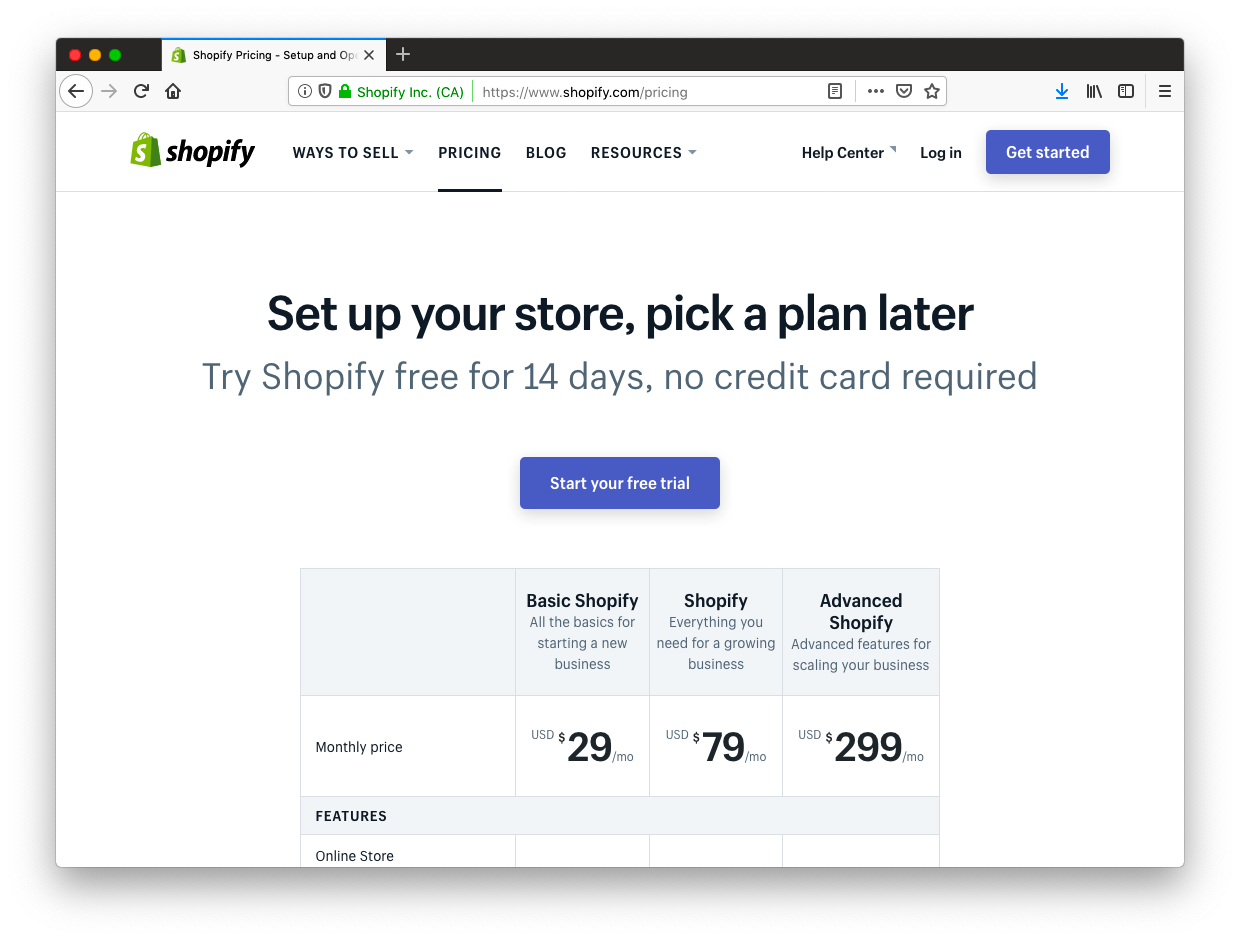 Shopify Pricing - Setup and Ope
Shopify Inc. (CA) https://www.shopify.com/pricing
shopify WAYS TO SELL PRICING BLOG RESOURCES Help Center Log in Get started
Set up your store, pick a plan later
Try Shopify free for 14 days, no credit card required
Start your free trial
Basic Shopify
All the basics for
starting a new
business
Shopify
Everything you
need for a growing
business
Advanced
Shopify
Advanced features for
scaling your business
Monthly price USD $29/mo USD $79/mo USD $299/mo
FEATURES
Online Store